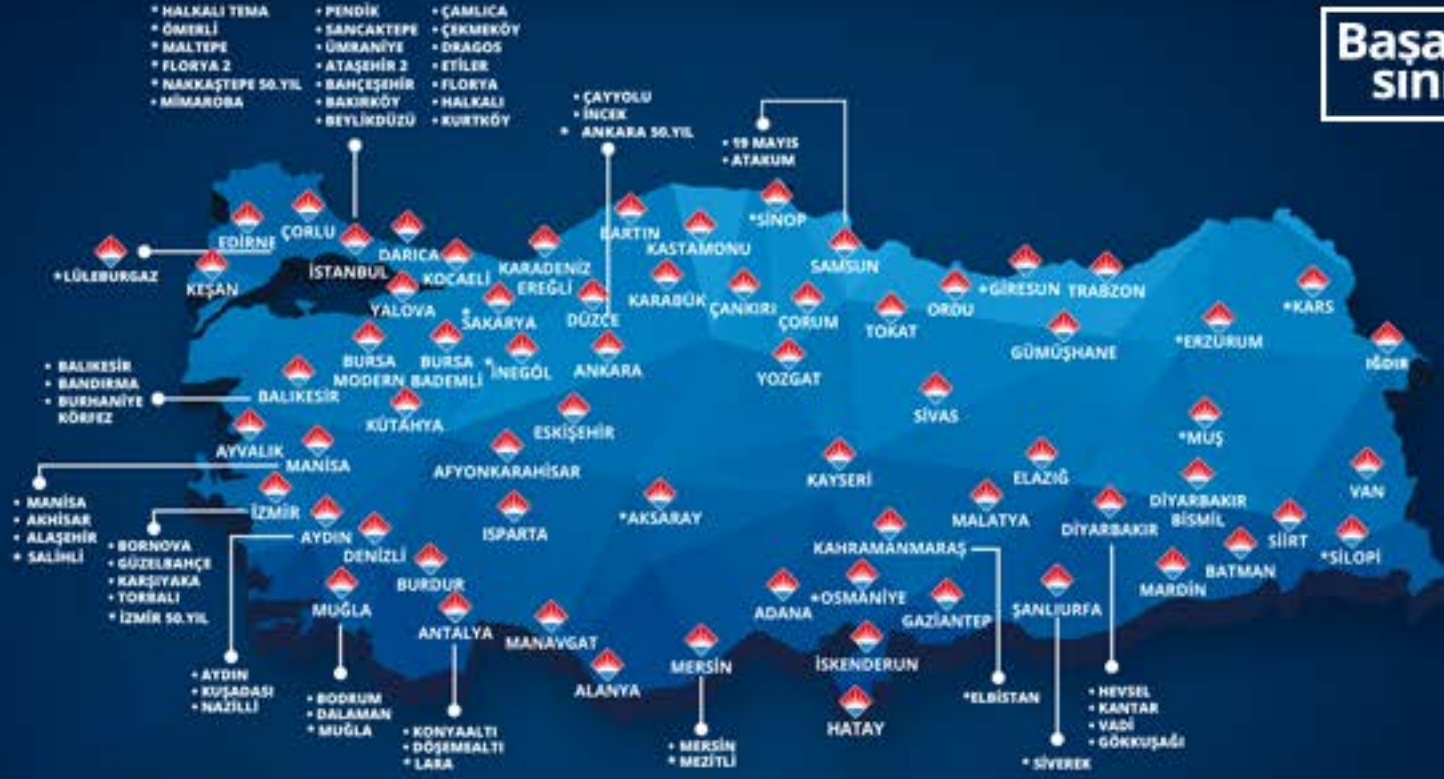 * HALKALI TEMA
* ÖMERLİ
* MALTEPE
* FLORYA 2
* NAKKAŞTEPE 50.YIL
• MİMAROBA
• PENDİK
• SANCAKTEPE
• ÜMRANİYE
• ATAŞEHİR 2
• BAHÇEŞEHİR
• BAKIRKÖY
• BEYLİKDÜZÜ
• ÇAMLICA
• ÇEKMEKÖY
• DRAGOS
• ETİLER
• FLORYA
• HALKALI
• KURTKÖY
• ÇAYYOLU
• İNCEK
* ANKARA 50.YIL
• 19 MAYIS
• ATAKUM
Başa
sın
*LÜLEBURGAZ
EDİRNE
ÇORLU
KEŞAN
İSTANBUL
DARICA
KOCAELİ
YALOVA
KARADENİZ
EREĞLİ
*SAKARYA
DÜZCE
BARTIN
KASTAMONU
KARABÜK
*SİNOP
SAMSUN
ÇANKIRI
ÇORUM
TOKAT
ORDU
*GİRESUN
TRABZON
GÜMÜŞHANE
*ERZURUM
*KARS
IĞDIR
• BALIKESİR
• BANDIRMA
• BURHANİYE
KÖRFEZ
BALIKESİR
BURSA
MODERN
BURSA
BADEMLİ
*İNEGÖL
ANKARA
YOZGAT
SİVAS
KÜTAHYA
ESKİŞEHİR
AYVALIK
MANİSA
AFYONKARAHİSAR
KAYSERİ
ELAZIĞ
*MUŞ
VAN
• MANİSA
• AKHİSAR
• ALAŞEHİR
* SALİHLİ
İZMİR
AYDIN
DENİZLİ
ISPARTA
*AKSARAY
MALATYA
DİYARBAKIR
DİYARBAKIR
BİSMİL
SİİRT
*SİLOPİ
• BORNOVA
• GÜZELBAHÇE
• KARŞIYAKA
• TORBALI
* İZMİR 50.YIL
BURDUR
MUĞLA
ANTALYA
MANAVGAT
ALANYA
MERSİN
ADANA
KAHRAMANMARAŞ
*OSMANİYE
GAZİANTEP
ŞANLIURFA
MARDİN
BATMAN
İSKENDERUN
HATAY
• AYDIN
• KUŞADASI
• NAZİLLİ
• BODRUM
• DALAMAN
* MUĞLA
• KONYAALTI
• DÖŞEMEALTI
* LARA
• MERSİN
* MEZİTLİ
*ELBİSTAN
* SİVEREK
• HEVSEL
• KANTAR
• VADİ
• GÖKKUŞAĞI